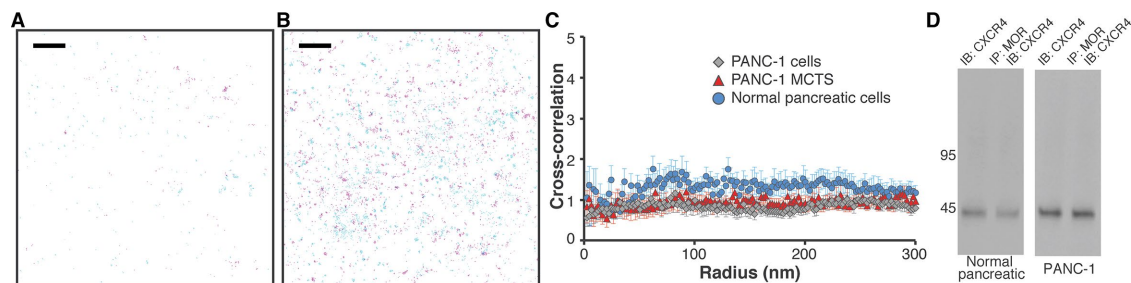 A
B
C
D
5
4
3
2
1
0
Cross-correlation
PANC-1 cells
PANC-1 MCTS
Normal pancreatic cells
0
100
200
300
Radius (nm)
IB: CXCR4
IP: MOR
IB: CXCR4
IB: CXCR4
IP: MOR
IB: CXCR4
95
45
Normal
pancreatic
PANC-1